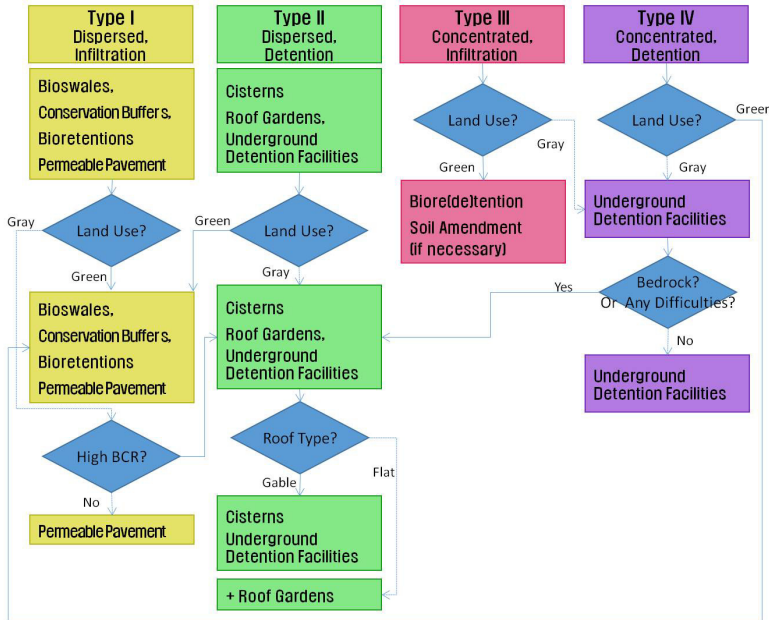 Type I
Dispersed,
Infiltration
Type II
Dispersed,
Detention
Type III
Concentrated,
Infiltration
Type IV
Concentrated,
Detention
Bioswales,
Conservation Buffers,
Bioretentions
Permeable Pavement
Cisterns
Roof Gardens,
Underground
Detention Facilities
Land Use?
Gray
Green
Land Use?
Green
Gray
Land Use?
Gray
Green
Biore(de)tention
Soil Amendment
(if necessary)
Land Use?
Green
Gray
Underground
Detention Facilities
Bedrock?
Or Any Difficulties?
Yes
No
Underground
Detention Facilities
Bioswales,
Conservation Buffers,
Bioretentions
Permeable Pavement
Cisterns
Roof Gardens,
Underground
Detention Facilities
High BCR?
No
Permeable Pavement
Roof Type?
Flat
Gable
Cisterns
Underground
Detention Facilities
+ Roof Gardens